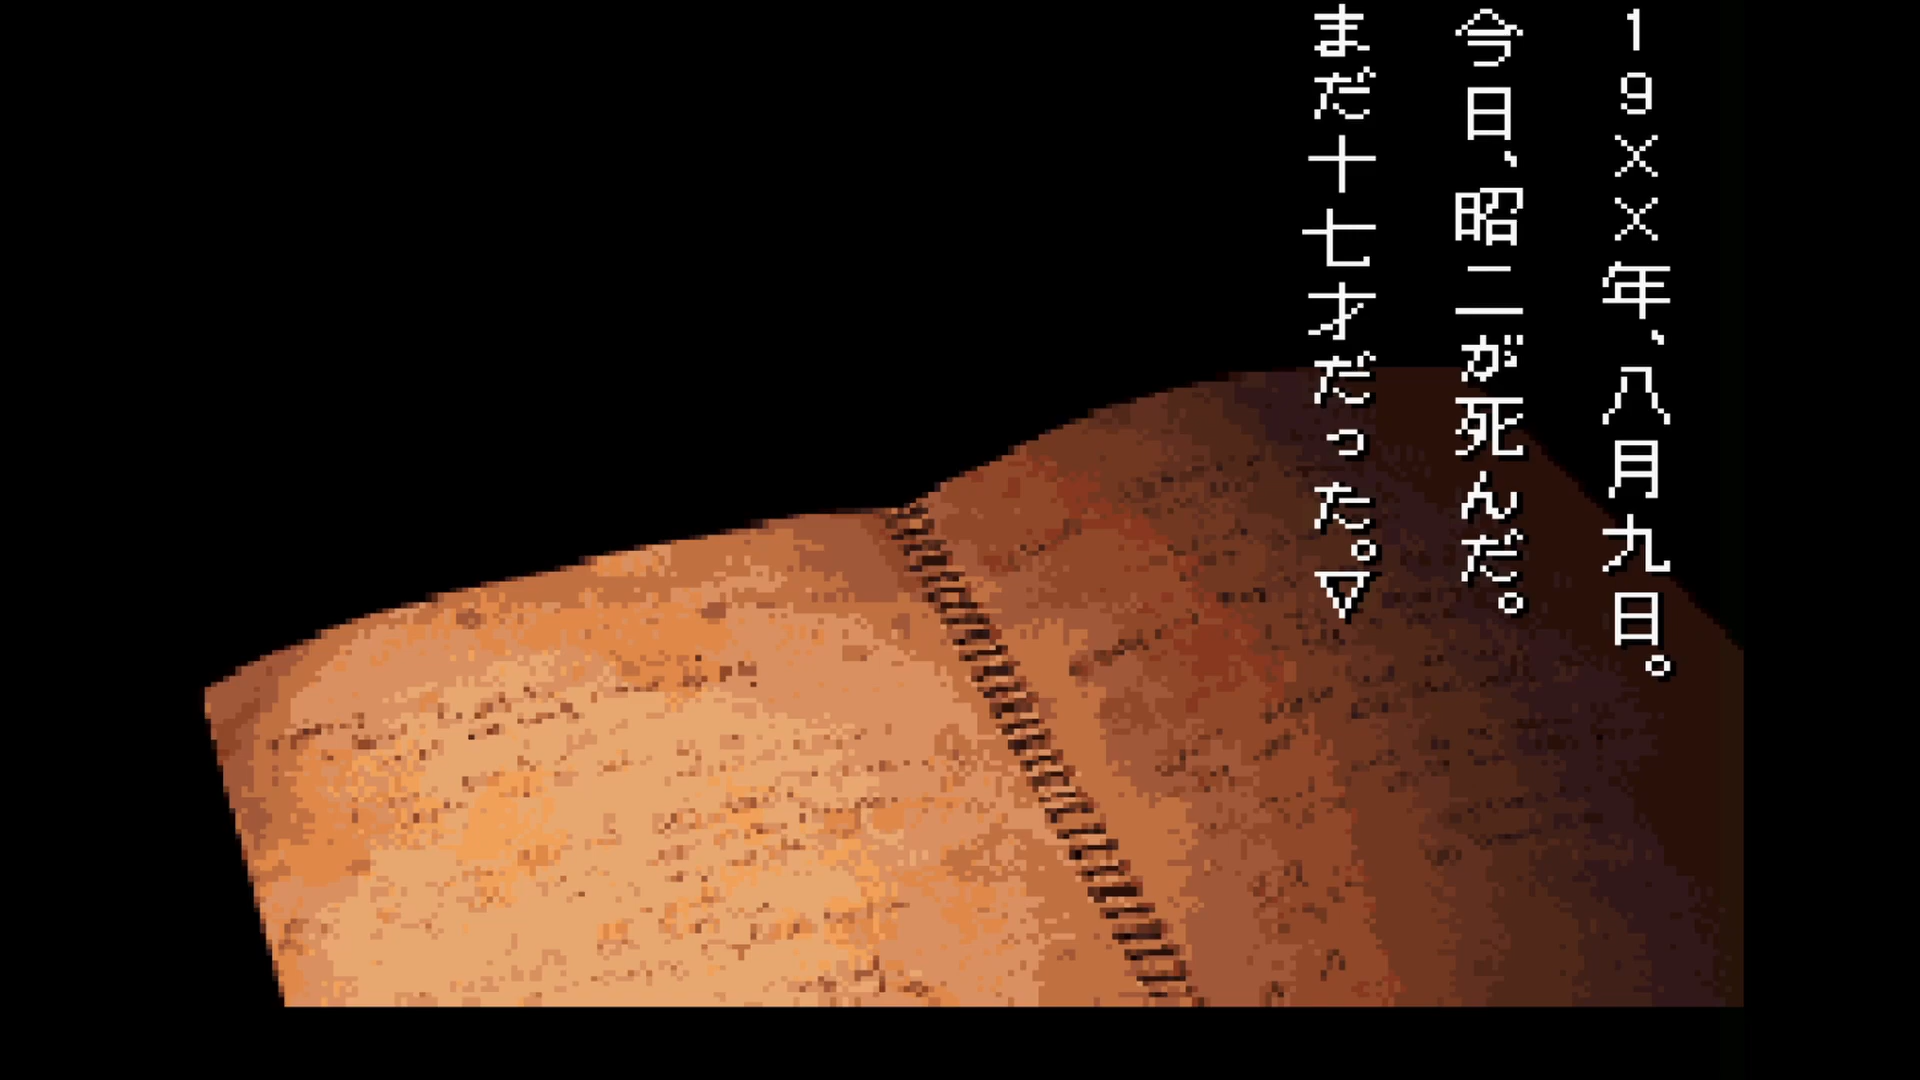 19××年、八月九日。
今日、昭二が死んだ。
まだ十七才だった。▽